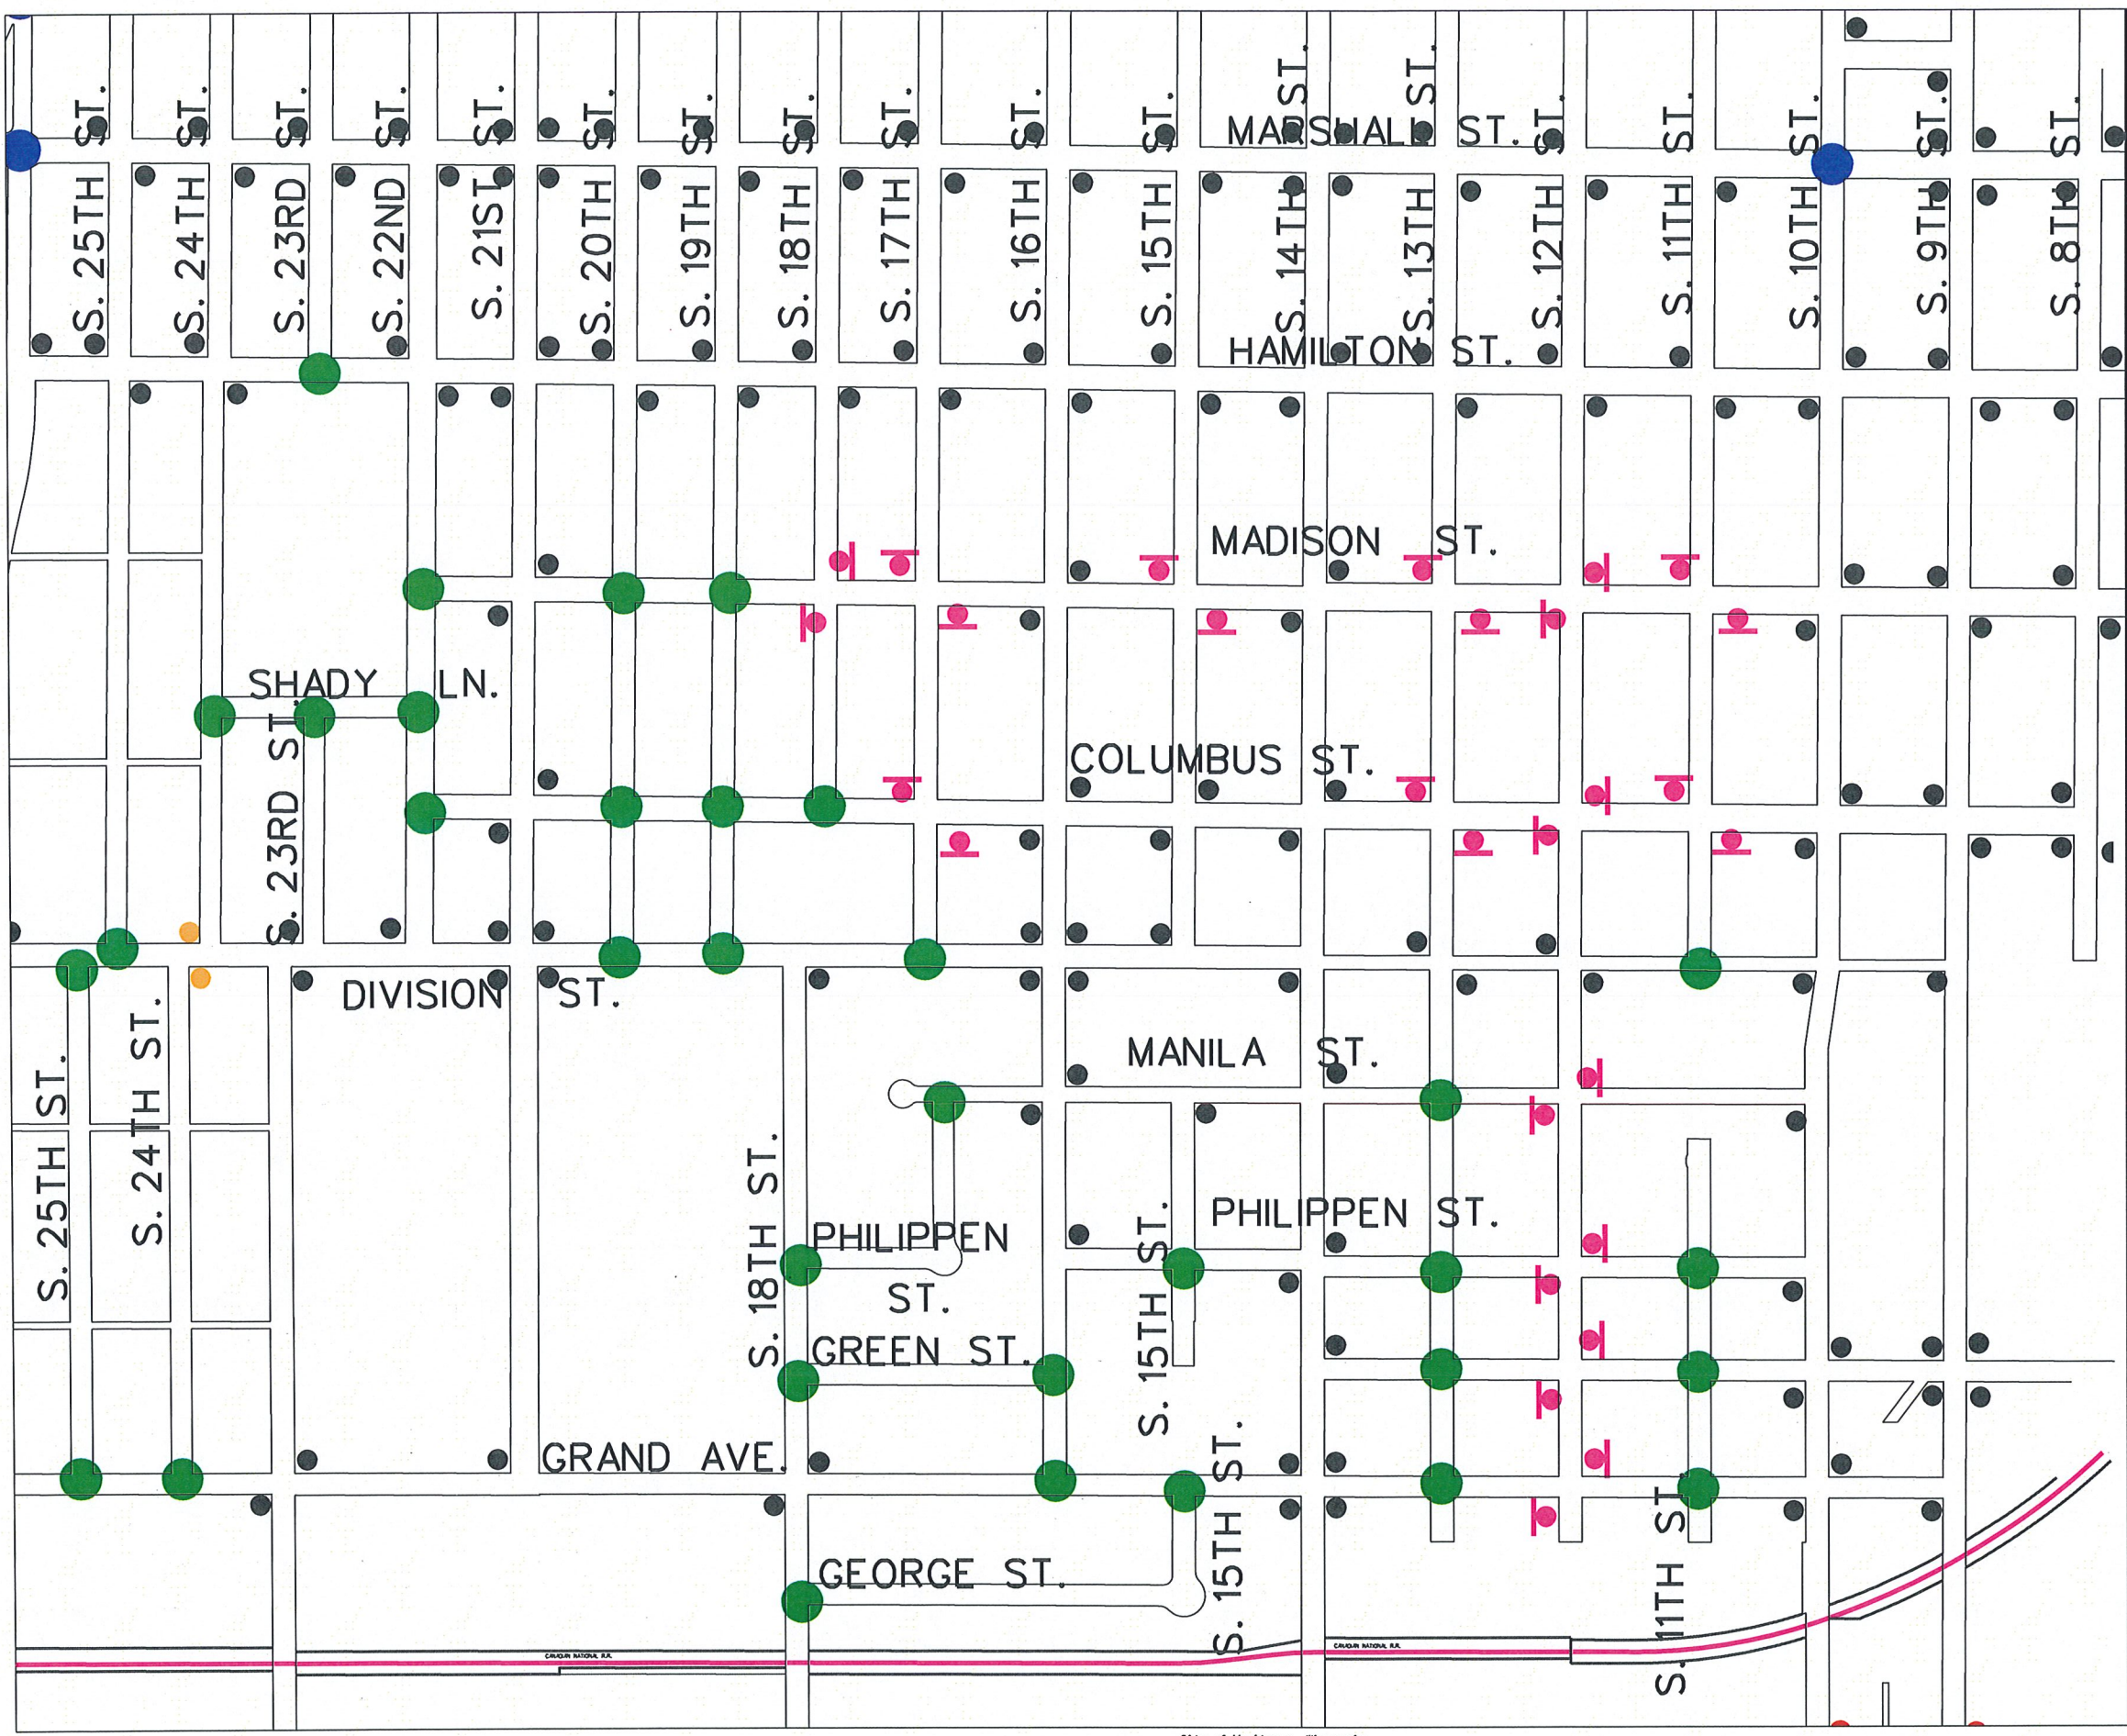 S. 25TH ST.
S. 24TH ST.
S. 23RD ST.
S. 22ND ST.
S. 21ST ST.
S. 20TH ST.
S. 19TH ST.
S. 18TH ST.
S. 17TH ST.
S. 16TH ST.
S. 15TH ST.
S. 14TH ST.
S. 13TH ST.
S. 12TH ST.
S. 11TH ST.
S. 10TH ST.
S. 9TH ST.
S. 8TH ST.
MARSHALL ST.
HAMILTON ST.
MADISON ST.
SHADY LN.
S. 23RD ST.
COLUMBUS ST.
DIVISION ST.
S. 25TH ST.
S. 24TH ST.
MANILA ST.
S. 18TH ST.
PHILIPPEN
ST.
PHILIPPEN ST.
S. 15TH ST.
GREEN ST.
GRAND AVE.
S. 15TH ST.
GEORGE ST.
S. 11TH ST.